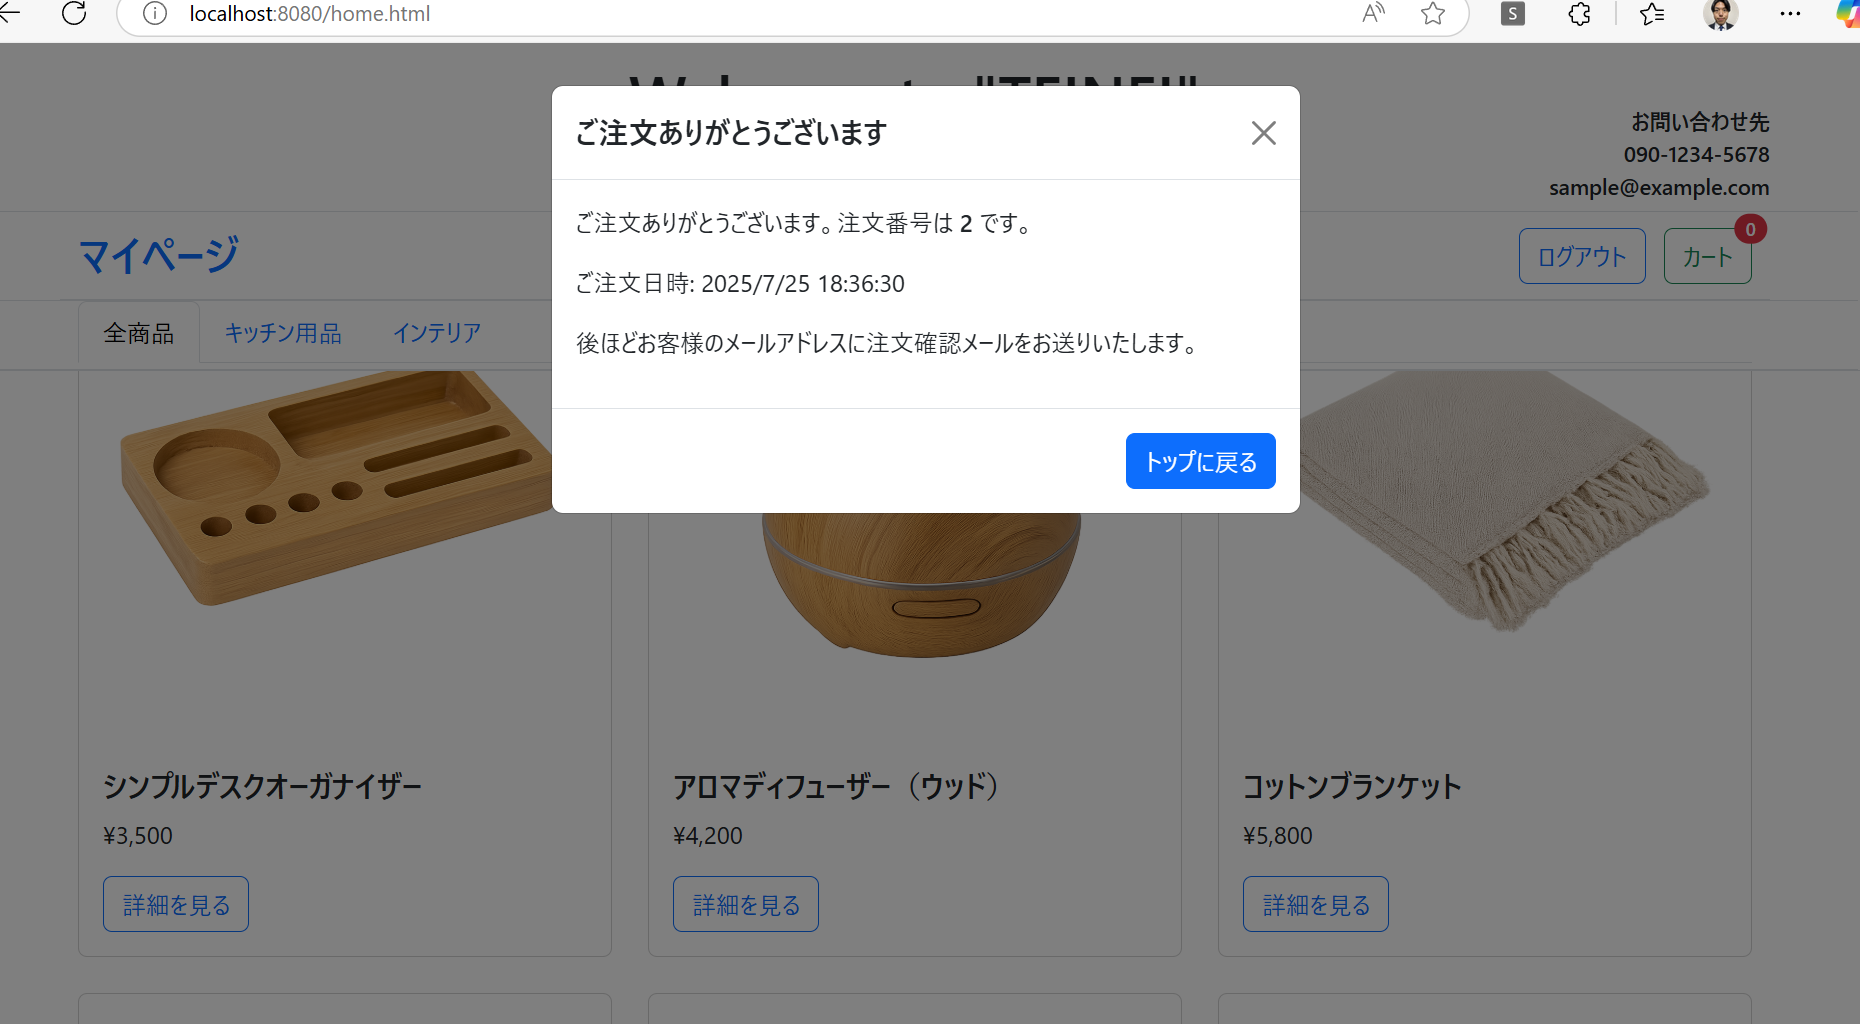 localhost:8080/home.html
A
S
ご注文ありがとうございます
ご注文ありがとうございます。注文番号は 2 です。
ご注文日時: 2025/7/25 18:36:30
後ほどお客様のメールアドレスに注文確認メールをお送りいたします。
トップに戻る
お問い合わせ先
090-1234-5678
sample@example.com
マイページ
ログアウト
カート
0
全商品
キッチン用品
インテリア
シンプルデスクオーガナイザー
¥3,500
詳細を見る
アロマディフューザー（ウッド）
¥4,200
詳細を見る
コットンブランケット
¥5,800
詳細を見る